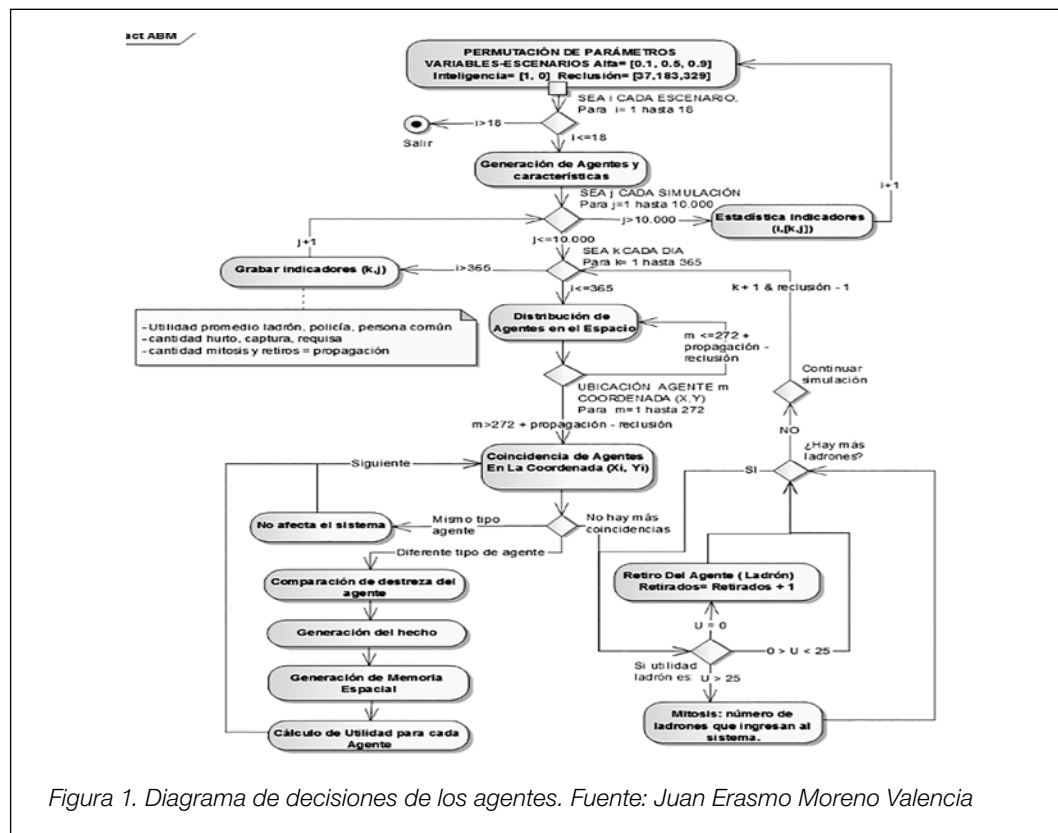 act ABM
PERMUTACIÓN DE PARÁMETROS
VARIABLES-ESCENARIOS Alfa= [0.1, 0.5, 0.9]
Inteligencia= [1, 0] Reclusión= [37,183,329]
SEA i CADA ESCENARIO.
Para i= 1 hasta 18
i>18
Salir
i<=18
Generación de Agentes y
características
SEA j CADA SIMULACIÓN
Para j=1 hasta 10.000
j>10.000
Estadística Indicadores
(i,[k,j])
i+1
j+1
j<=10.000
SEA k CADA DIA
Para k= 1 hasta 365
Grabar indicadores (k,j)
i>365
k + 1 & reclusión - 1
i<=365
- Utilidad promedio ladrón, policía, persona común
- cantidad hurto, captura, requisa
- cantidad mitosis y retiros = propagación
Distribución de
Agentes en el Espacio
m <=272 +
propagación -
reclusión
UBICACIÓN AGENTE m
COORDENADA (X,Y)
Para m=1 hasta 272
Continuar
simulación
m>272 + propagación - reclusión
NO
¿Hay más
ladrones?
Coincidencia de Agentes
En La Coordenada (Xi, Yi)
Siguiente
SI
No afecta el sistema
Mismo tipo
agente
No hay más
coincidencias
Diferente tipo de agente
Comparación de destreza del
agente
Retiro Del Agente ( Ladrón)
Retirados= Retirados + 1
Generación del hecho
U = 0
0 > U < 25
Si utilidad
ladrón es:
U > 25
Generación de Memoria
Espacial
Mitosis: número de
ladrones que ingresan al
sistema.
Cálculo de Utilidad para cada
Agente
Figura 1. Diagrama de decisiones de los agentes. Fuente: Juan Erasmo Moreno Valencia